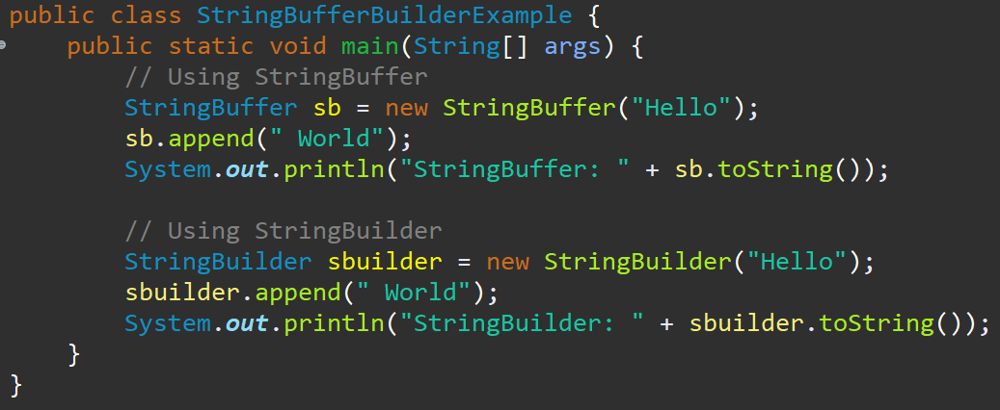 public class StringBufferBuilderExample {
    public static void main(String[] args) {
        // Using StringBuffer
        StringBuffer sb = new StringBuffer("Hello");
        sb.append(" World");
        System.out.println("StringBuffer: " + sb.toString());

        // Using StringBuilder
        StringBuilder sbuilder = new StringBuilder("Hello");
        sbuilder.append(" World");
        System.out.println("StringBuilder: " + sbuilder.toString());
    }
}